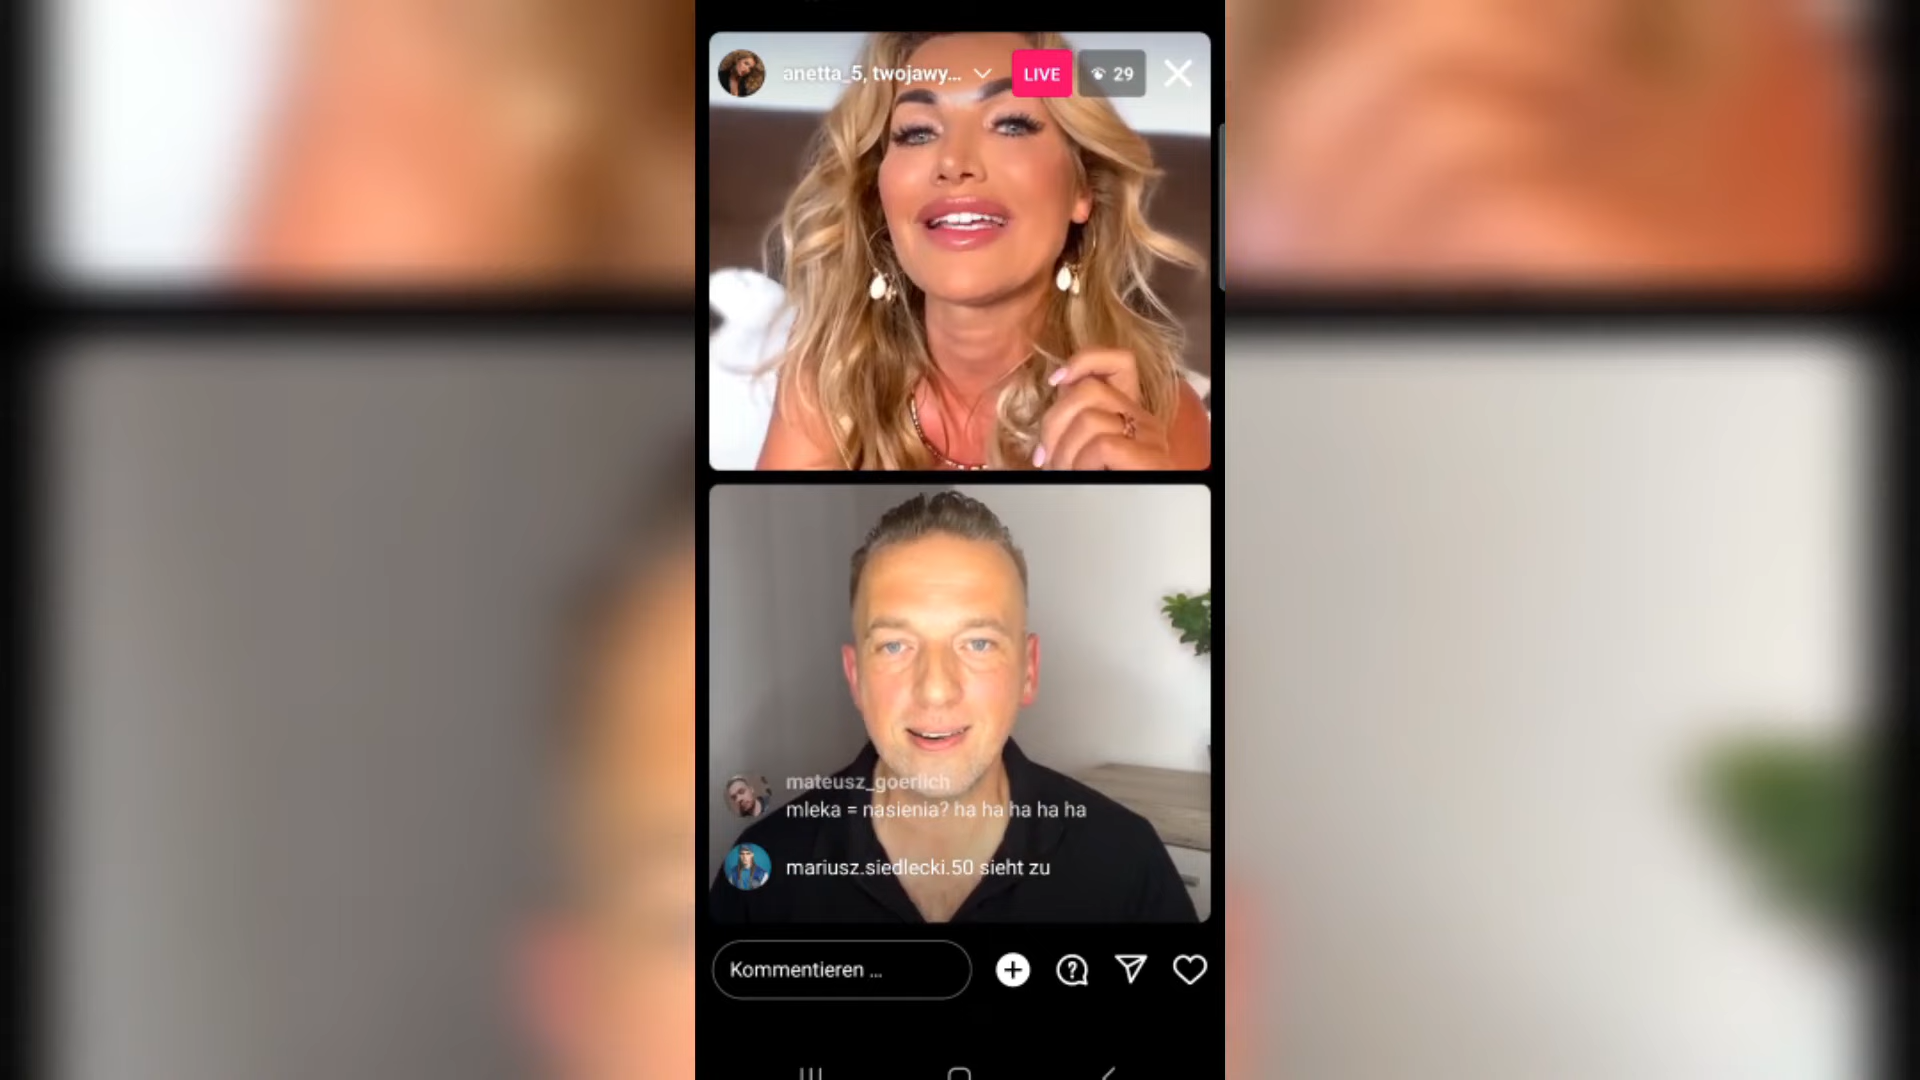 anetta_5, twojawy...
LIVE
29
mateusz_goerlich
mleka = nasienia? ha ha ha ha ha
mariusz.siedlecki.50 sieht zu
Kommentieren ...